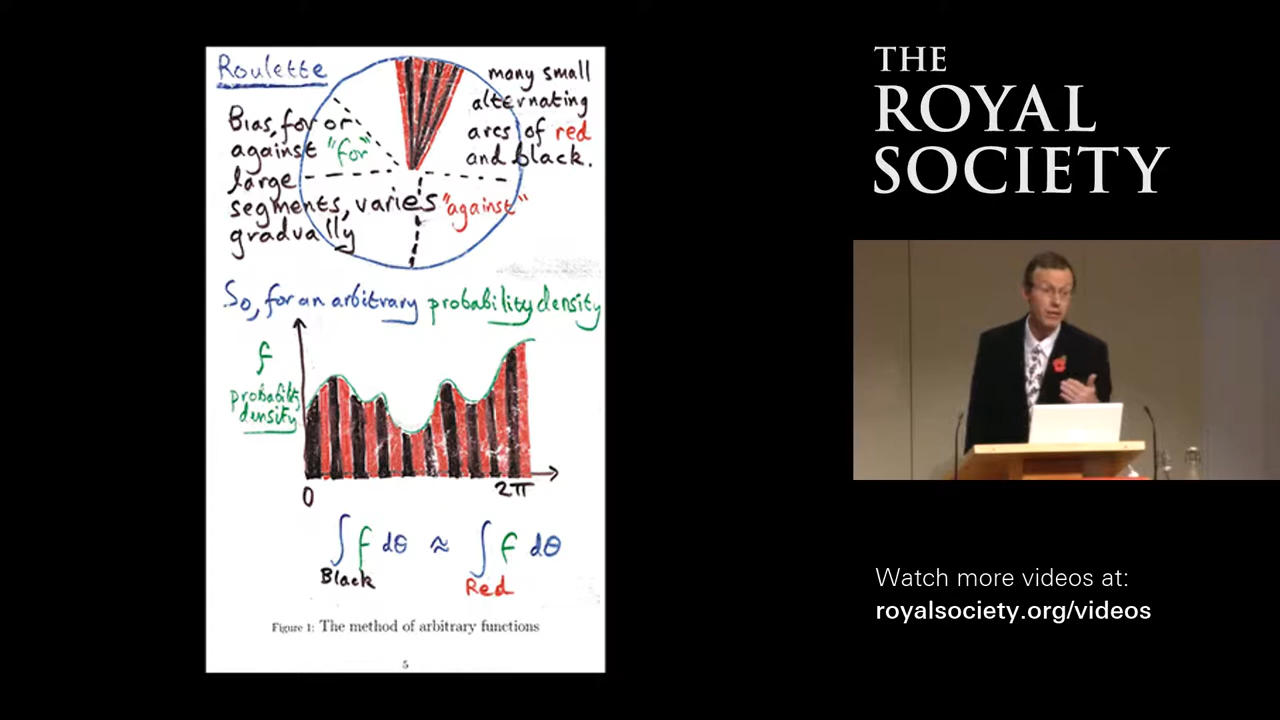 Roulette
many small
alternating
arcs of red
and black.
Bias, for or
against "for"
large
segments, varies "against"
gradually
So, for an arbitrary probability density
f
probability
density
0
2π
∫ f dθ ≈ ∫ f dθ
Black
Red
Figure 1: The method of arbitrary functions
5
THE
ROYAL
SOCIETY
Watch more videos at:
royalsociety.org/videos